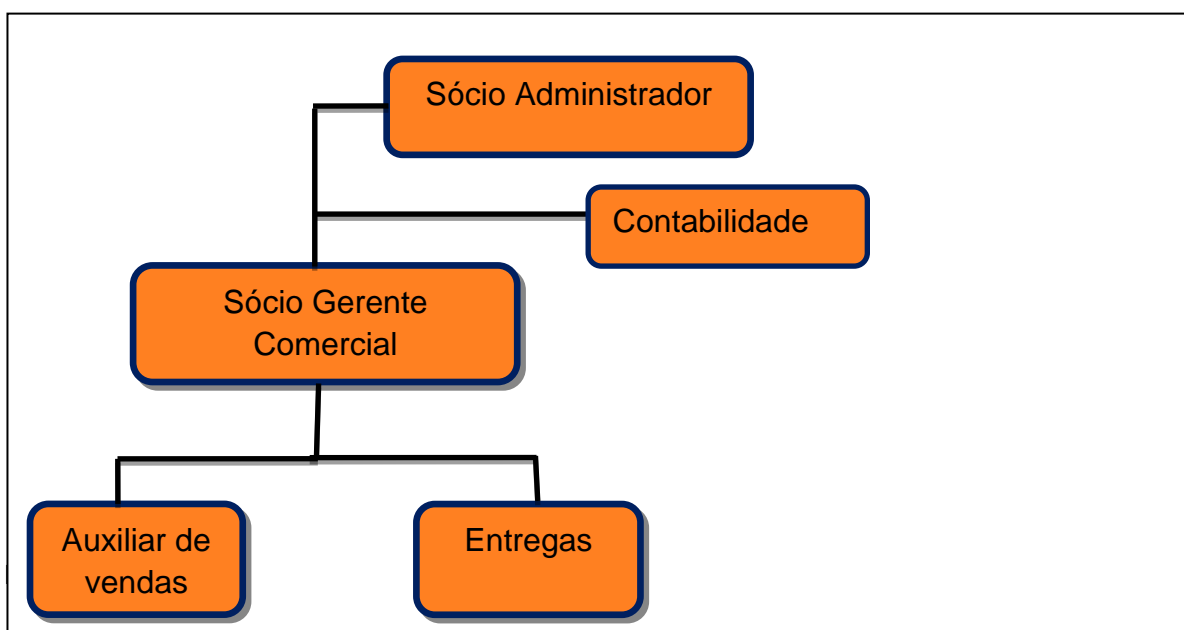 Sócio Administrador
Contabilidade
Sócio Gerente
Comercial
Auxiliar de
vendas
Entregas